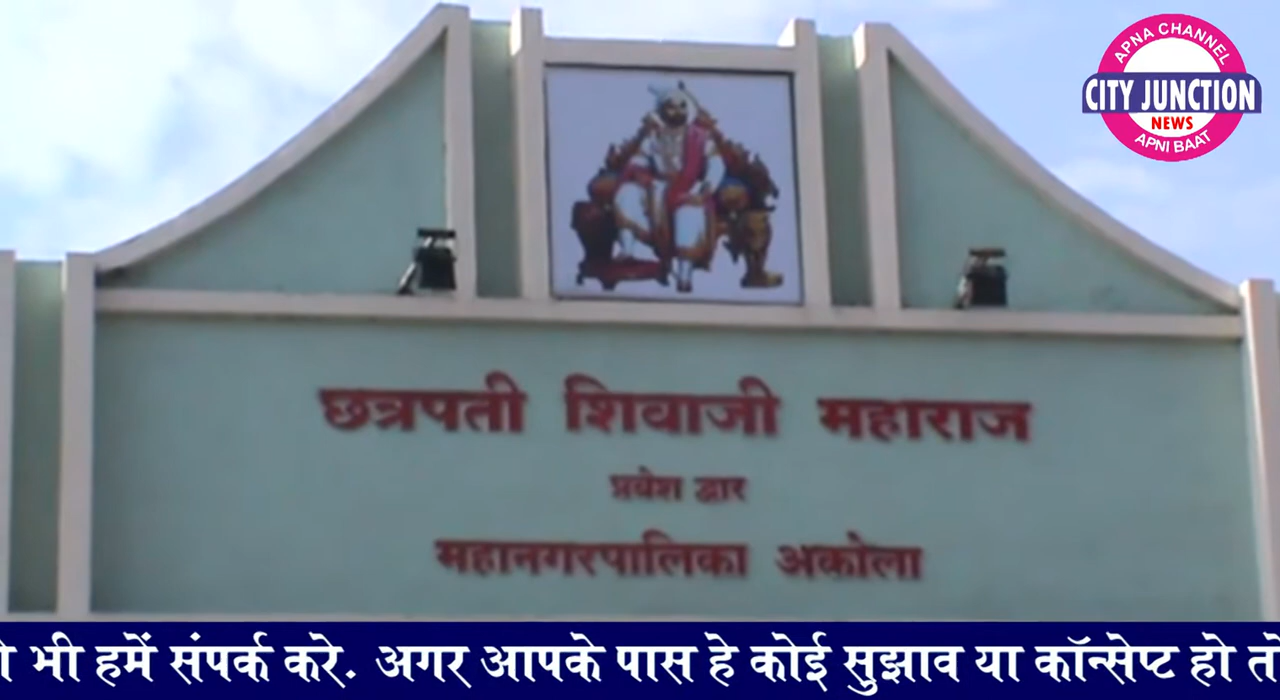 APNA CHANNEL
CITY JUNCTION
NEWS
APNI BAAT
छत्रपती शिवाजी महाराज
प्रवेश द्वार
महानगरपालिका अकोला
भी हमें संपर्क करे. अगर आपके पास हे कोई सुझाव या कॉन्सेप्ट हो तो